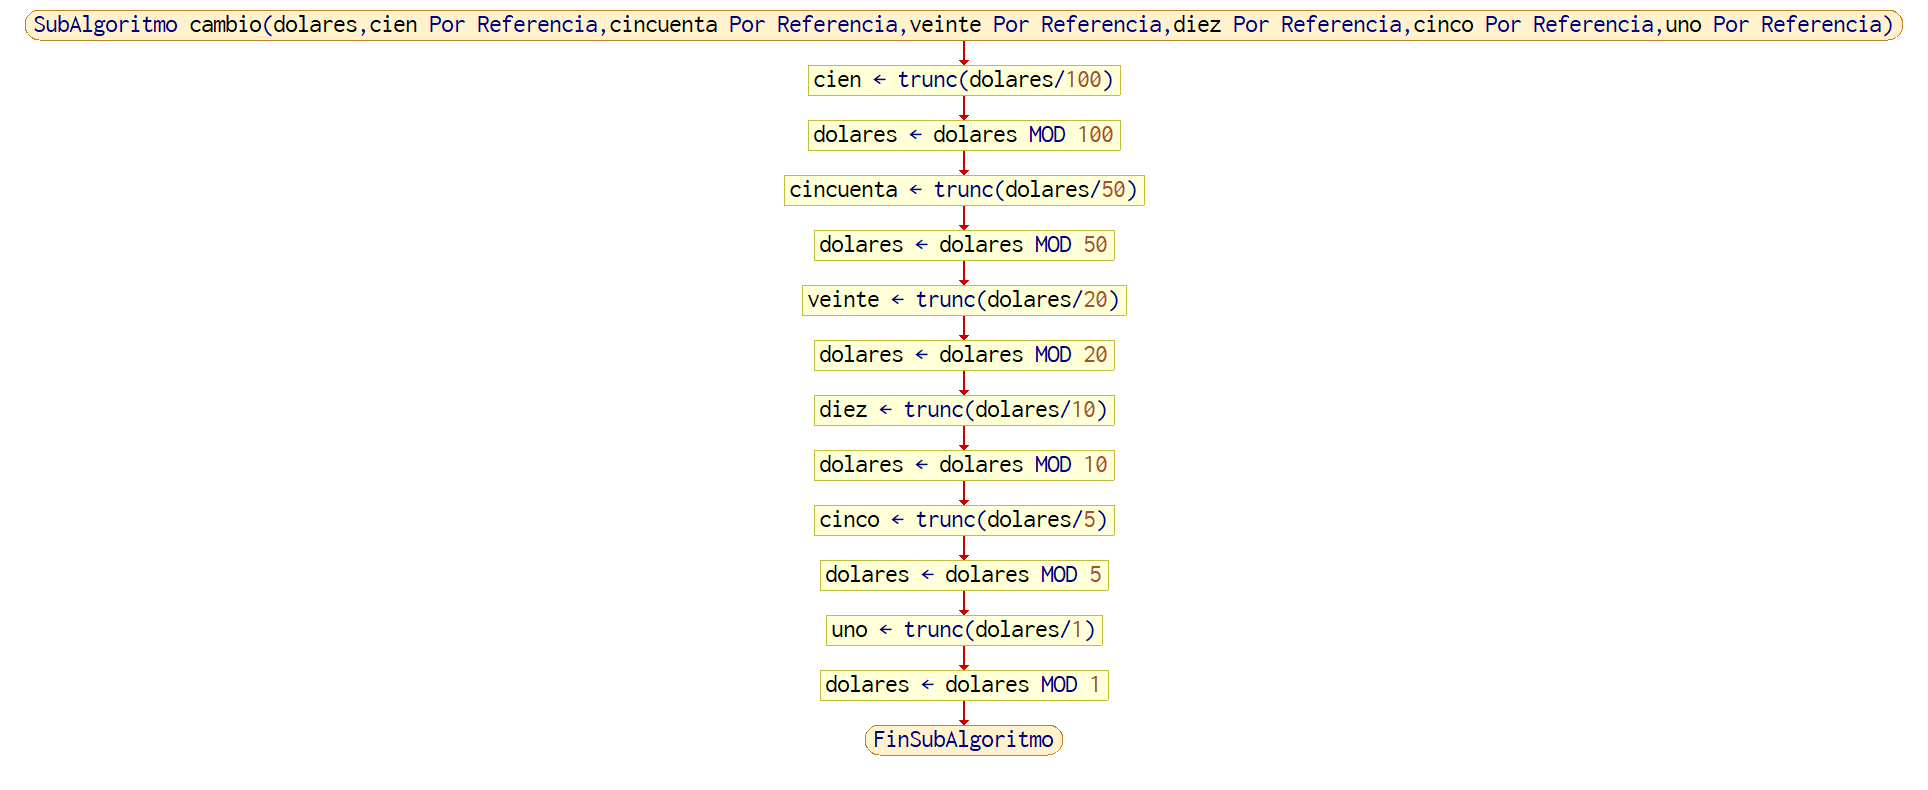 SubAlgoritmo cambio(dolares,cien Por Referencia,cincuenta Por Referencia,veinte Por Referencia,diez Por Referencia,cinco Por Referencia,uno Por Referencia)
cien ← trunc(dolares/100)
dolares ← dolares MOD 100
cincuenta ← trunc(dolares/50)
dolares ← dolares MOD 50
veinte ← trunc(dolares/20)
dolares ← dolares MOD 20
diez ← trunc(dolares/10)
dolares ← dolares MOD 10
cinco ← trunc(dolares/5)
dolares ← dolares MOD 5
uno ← trunc(dolares/1)
dolares ← dolares MOD 1
FinSubAlgoritmo